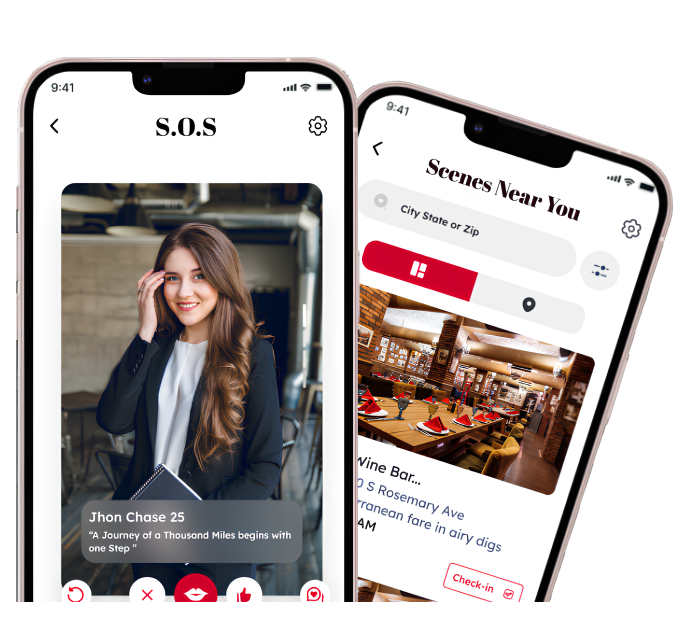 9:41
S.O.S
Jhon Chase 25
“A Journey of a Thousand Miles begins with
one Step “
9:41
Scenes Near You
City State or Zip
Wine Bar...
0 S Rosemary Ave
rranean fare in airy digs
AM
Check-in